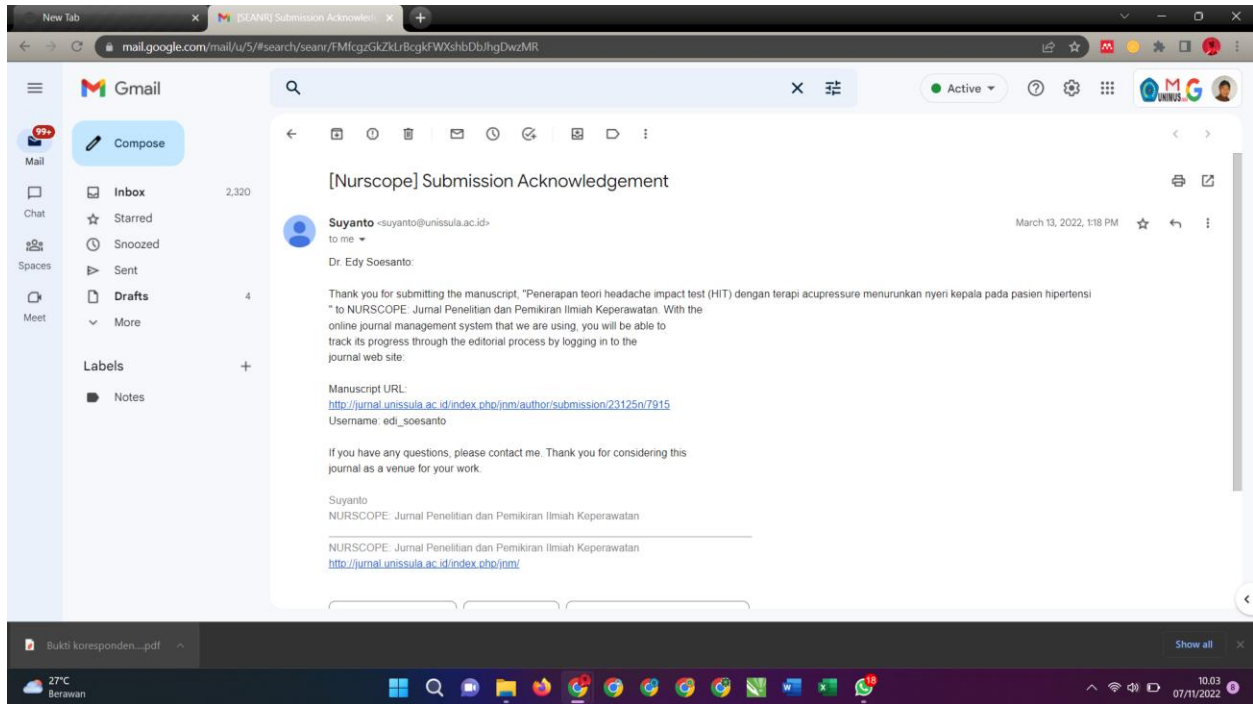 New Tab
[SEANR] Submission Acknowled
mail.google.com/mail/u/5/#search/seanr/FMfcgzGkZkLrBcgkFWXshbDbJhgDwzMR
Gmail
Active
UNIMUS
99+
Mail
Chat
Spaces
Meet
Compose
Inbox 2,320
Starred
Snoozed
Sent
Drafts 4
More
Labels +
Notes
[Nurscope] Submission Acknowledgement
Suyanto <suyanto@unissula.ac.id>
March 13, 2022, 1:18 PM
to me
Dr. Edy Soesanto:
Thank you for submitting the manuscript, "Penerapan teori headache impact test (HIT) dengan terapi acupressure menurunkan nyeri kepala pada pasien hipertensi
" to NURSCOPE: Jurnal Penelitian dan Pemikiran Ilmiah Keperawatan. With the
online journal management system that we are using, you will be able to
track its progress through the editorial process by logging in to the
journal web site:
Manuscript URL:
http://jurnal.unissula.ac.id/index.php/jnm/author/submission/23125n/7915
Username: edi_soesanto
If you have any questions, please contact me. Thank you for considering this
journal as a venue for your work.
Suyanto
NURSCOPE: Jurnal Penelitian dan Pemikiran Ilmiah Keperawatan
NURSCOPE: Jurnal Penelitian dan Pemikiran Ilmiah Keperawatan
http://jurnal.unissula.ac.id/index.php/jnm/
Bukti koresponden....pdf
Show all
27°C
Berawan
18
10.03
07/11/2022
8